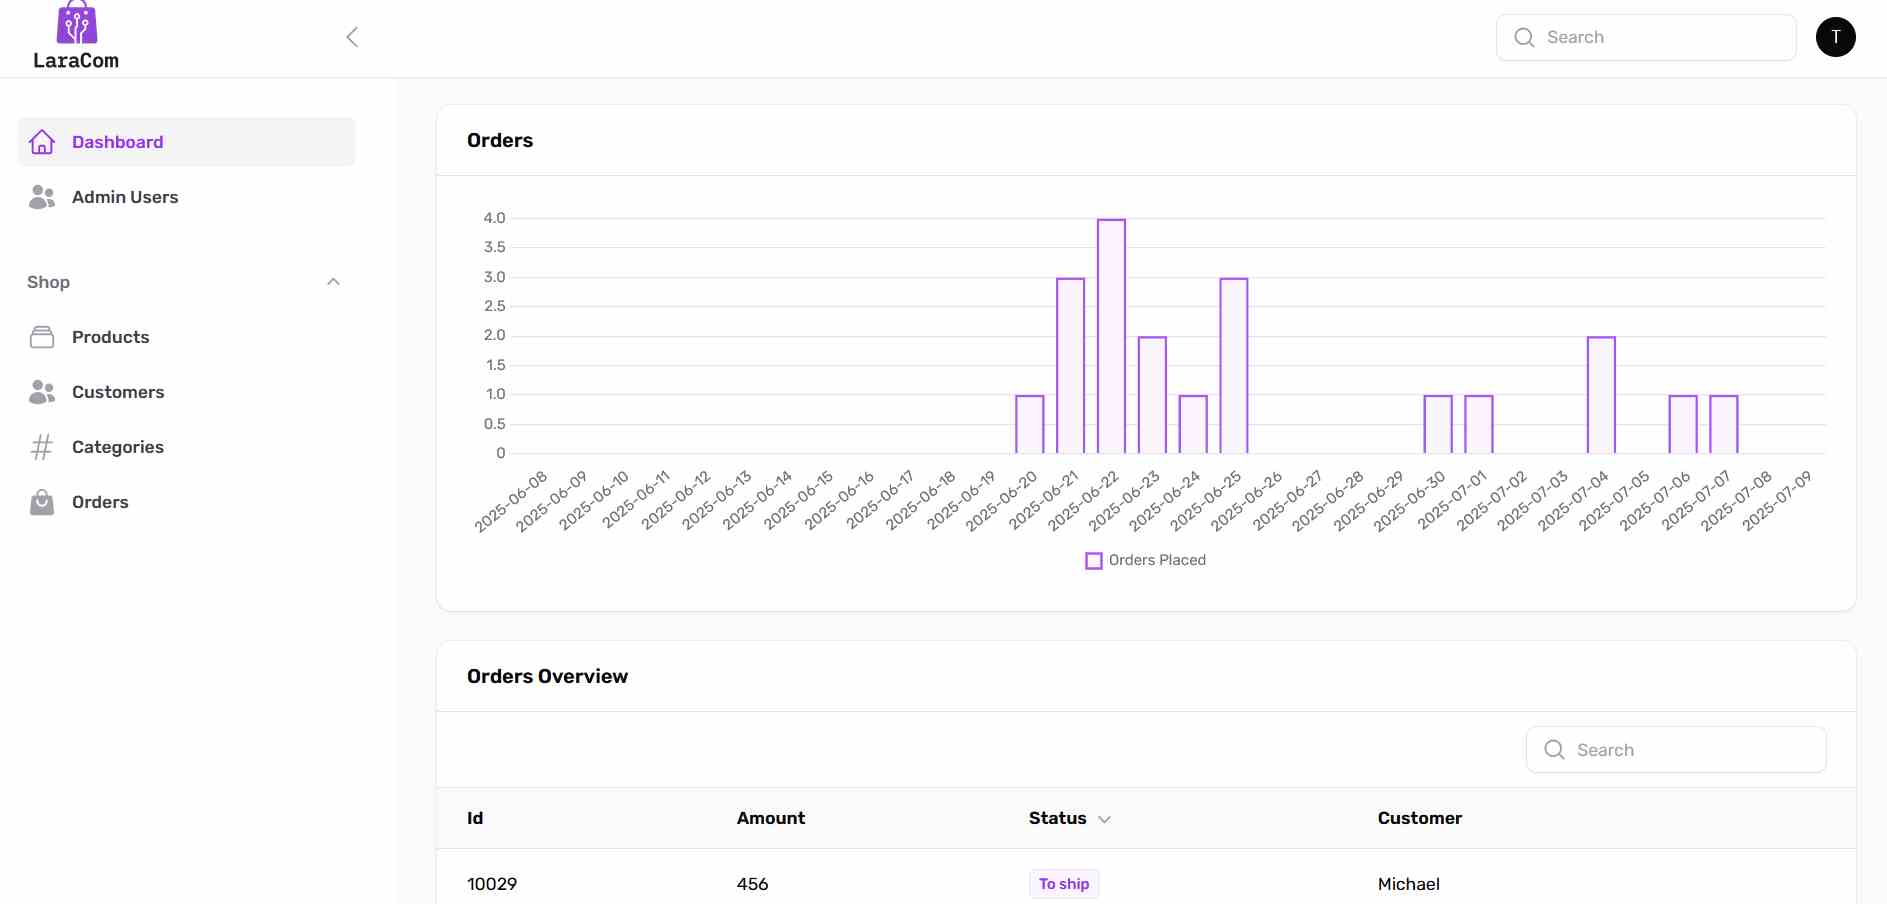 LaraCom
Search
T
Dashboard
Admin Users
Shop
Products
Customers
Categories
Orders
Orders
4.0
3.5
3.0
2.5
2.0
1.5
1.0
0.5
0
2025-06-08
2025-06-09
2025-06-10
2025-06-11
2025-06-12
2025-06-13
2025-06-14
2025-06-15
2025-06-16
2025-06-17
2025-06-18
2025-06-19
2025-06-20
2025-06-21
2025-06-22
2025-06-23
2025-06-24
2025-06-25
2025-06-26
2025-06-27
2025-06-28
2025-06-29
2025-06-30
2025-07-01
2025-07-02
2025-07-03
2025-07-04
2025-07-05
2025-07-06
2025-07-07
2025-07-08
2025-07-09
Orders Placed
Orders Overview
Search
Id Amount Status Customer
10029 456 To ship Michael